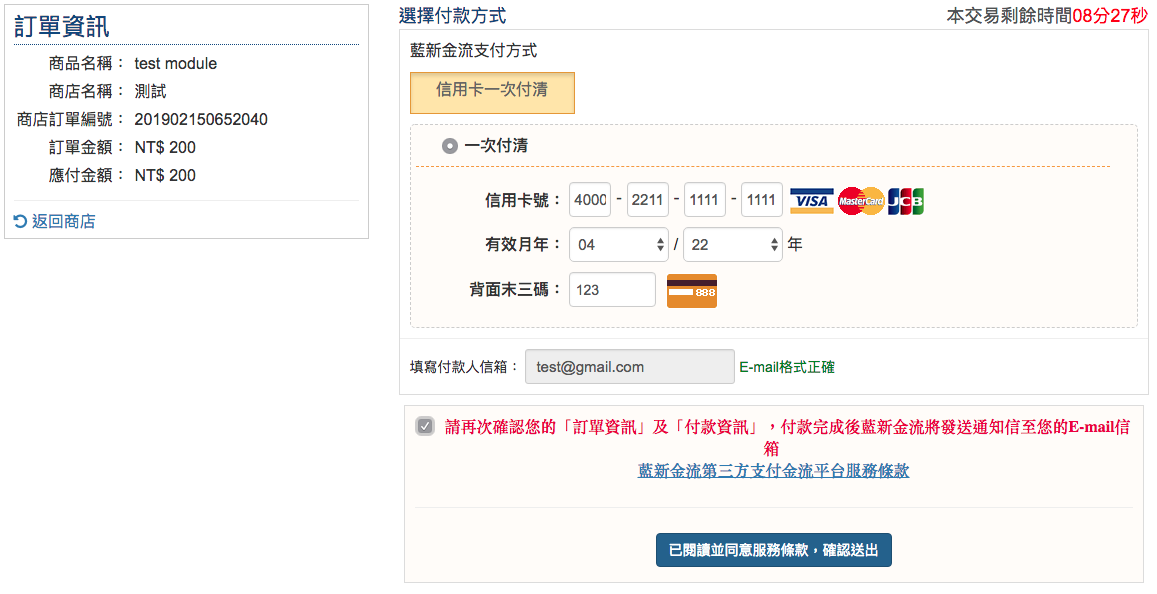 訂單資訊
商品名稱： test module
商店名稱： 測試
商店訂單編號： 201902150652040
訂單金額： NT$ 200
應付金額： NT$ 200
返回商店
選擇付款方式
本交易剩餘時間08分27秒
藍新金流支付方式
信用卡一次付清
一次付清
信用卡號： 4000 - 2211 - 1111 - 1111 VISA MasterCard JCB
有效月年： 04 / 22 年
背面末三碼： 123 888
填寫付款人信箱： test@gmail.com E-mail格式正確
請再次確認您的「訂單資訊」及「付款資訊」，付款完成後藍新金流將發送通知信至您的E-mail信
箱
藍新金流第三方支付金流平台服務條款
已閱讀並同意服務條款，確認送出